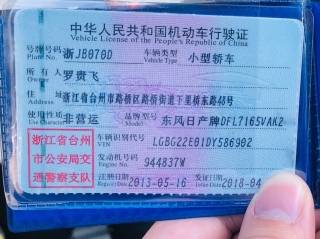 中华人民共和国机动车行驶证
Vehicle License of the People's Republic of China
号牌号码 Plate No. 浙JB070D 车辆类型 Vehicle Type 小型轿车
所有人 Owner 罗贵飞
住址 浙江省台州市路桥区路桥街道下里桥东路48号
使用性质 Use Character 非营运 品牌型号 Model 东风日产牌DFL7165VAK2
浙江省台州
市公安局交
通警察支队
车辆识别代号 VIN LGBG22E01DY586902
发动机号码 Engine No. 944837W
注册日期 Register Date 2013-05-16 发证日期 Issue Date 2018-04